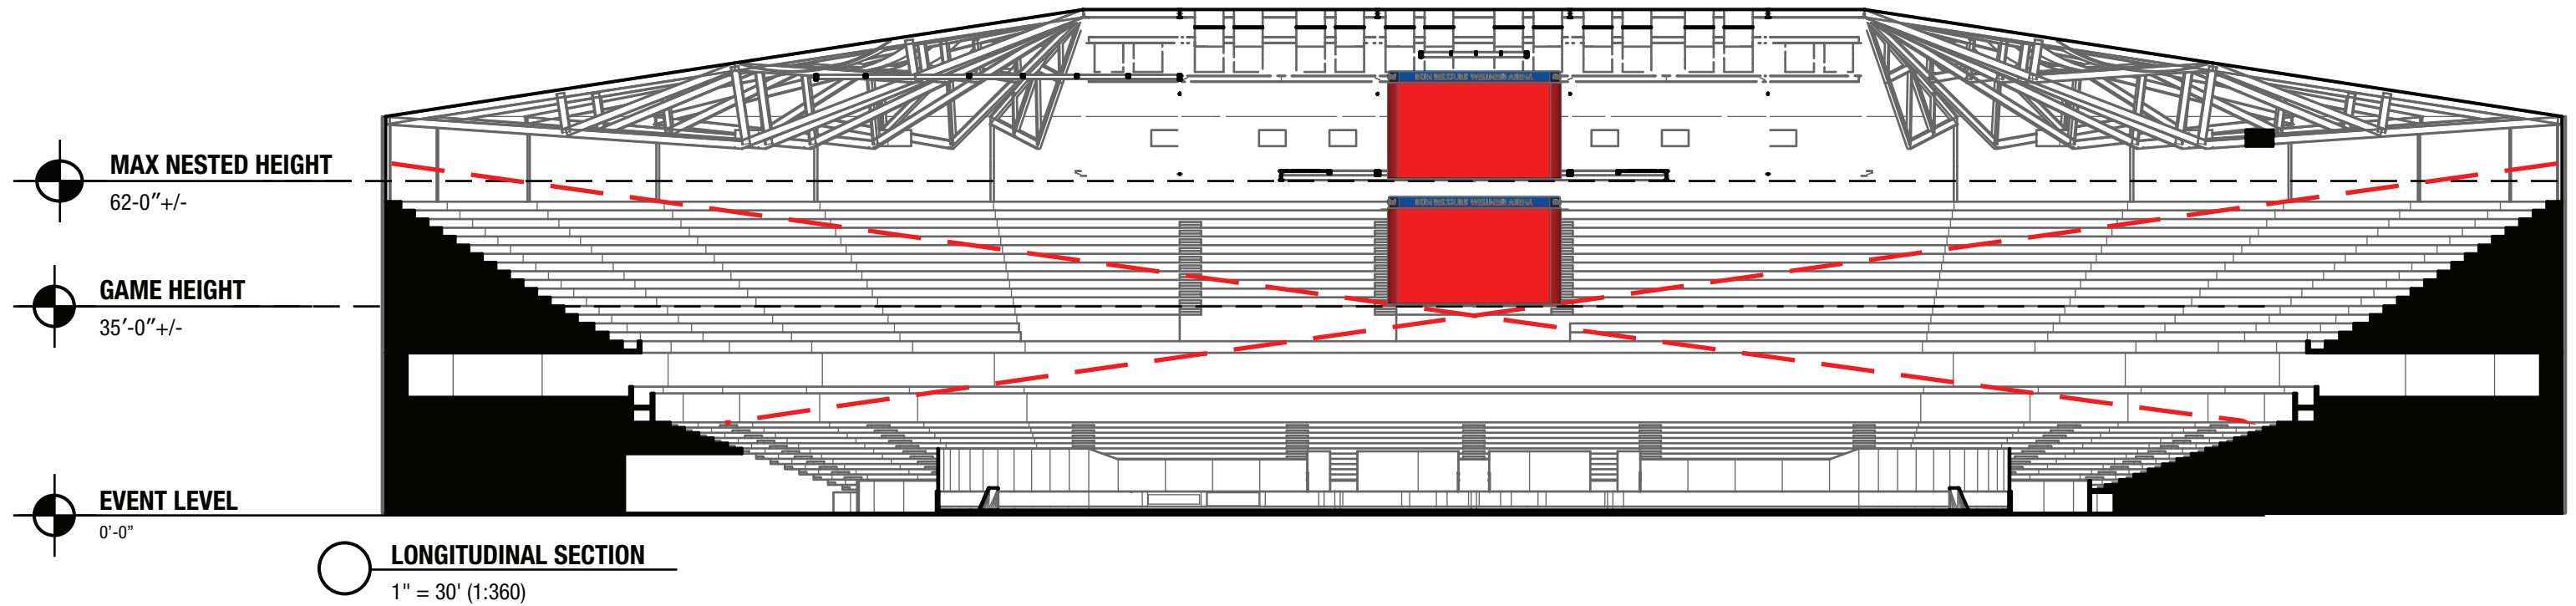 MAX NESTED HEIGHT
62-0″+/-
GAME HEIGHT
35′-0″+/-
EVENT LEVEL
0'-0"
LONGITUDINAL SECTION
1" = 30' (1:360)